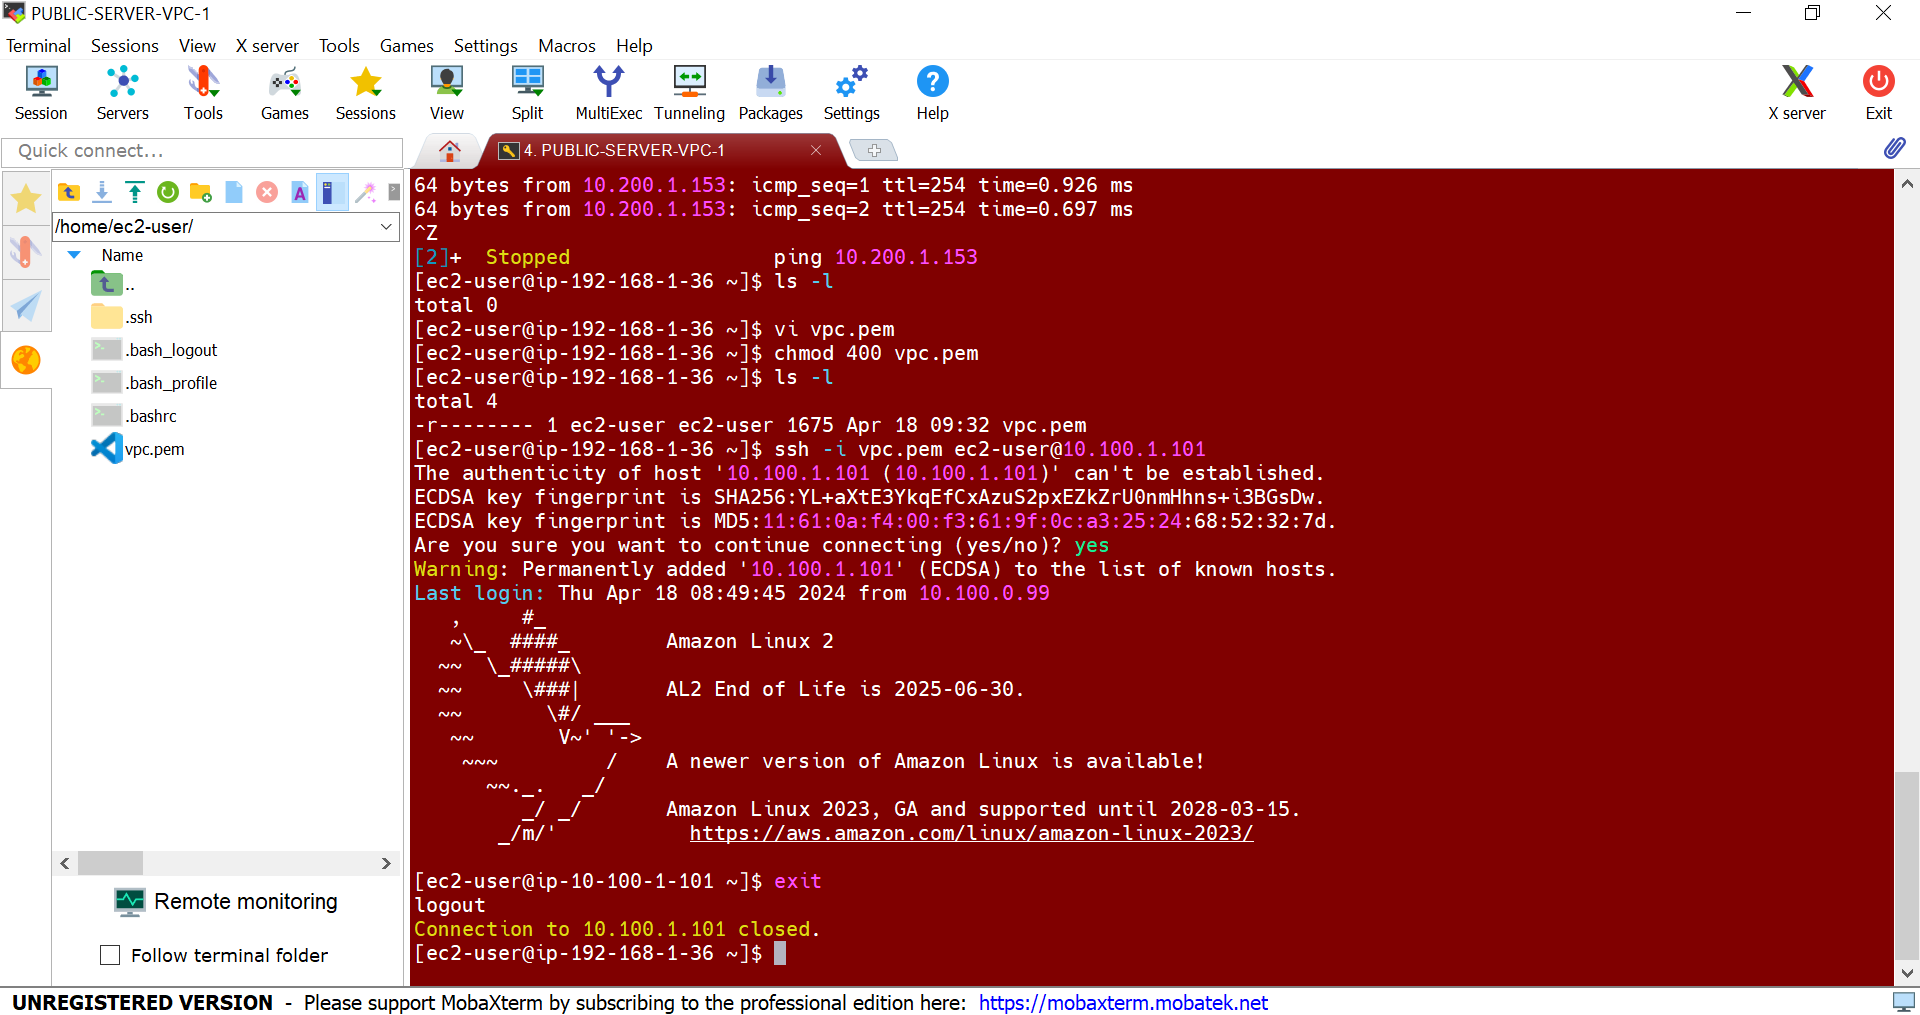 PUBLIC-SERVER-VPC-1
Terminal Sessions View X server Tools Games Settings Macros Help
Session Servers Tools Games Sessions View Split MultiExec Tunneling Packages Settings Help X server Exit
Quick connect...
4. PUBLIC-SERVER-VPC-1
/home/ec2-user/
Name
..
.ssh
.bash_logout
.bash_profile
.bashrc
vpc.pem
Remote monitoring
Follow terminal folder
64 bytes from 10.200.1.153: icmp_seq=1 ttl=254 time=0.926 ms
64 bytes from 10.200.1.153: icmp_seq=2 ttl=254 time=0.697 ms
^Z
[2]+  Stopped                 ping 10.200.1.153
[ec2-user@ip-192-168-1-36 ~]$ ls -l
total 0
[ec2-user@ip-192-168-1-36 ~]$ vi vpc.pem
[ec2-user@ip-192-168-1-36 ~]$ chmod 400 vpc.pem
[ec2-user@ip-192-168-1-36 ~]$ ls -l
total 4
-r-------- 1 ec2-user ec2-user 1675 Apr 18 09:32 vpc.pem
[ec2-user@ip-192-168-1-36 ~]$ ssh -i vpc.pem ec2-user@10.100.1.101
The authenticity of host '10.100.1.101 (10.100.1.101)' can't be established.
ECDSA key fingerprint is SHA256:YL+aXtE3YkqEfCxAzuS2pxEZkZrU0nmHhns+i3BGsDw.
ECDSA key fingerprint is MD5:11:61:0a:f4:00:f3:61:9f:0c:a3:25:24:68:52:32:7d.
Are you sure you want to continue connecting (yes/no)? yes
Warning: Permanently added '10.100.1.101' (ECDSA) to the list of known hosts.
Last login: Thu Apr 18 08:49:45 2024 from 10.100.0.99
   ,     #_
   ~\_  ####_        Amazon Linux 2
  ~~  \_#####\
  ~~     \###|       AL2 End of Life is 2025-06-30.
  ~~       \#/ ___
   ~~       V~' '->
    ~~~         /    A newer version of Amazon Linux is available!
      ~~._.   _/
         _/ _/       Amazon Linux 2023, GA and supported until 2028-03-15.
       _/m/'           https://aws.amazon.com/linux/amazon-linux-2023/
[ec2-user@ip-10-100-1-101 ~]$ exit
logout
Connection to 10.100.1.101 closed.
[ec2-user@ip-192-168-1-36 ~]$
UNREGISTERED VERSION - Please support MobaXterm by subscribing to the professional edition here: https://mobaxterm.mobatek.net